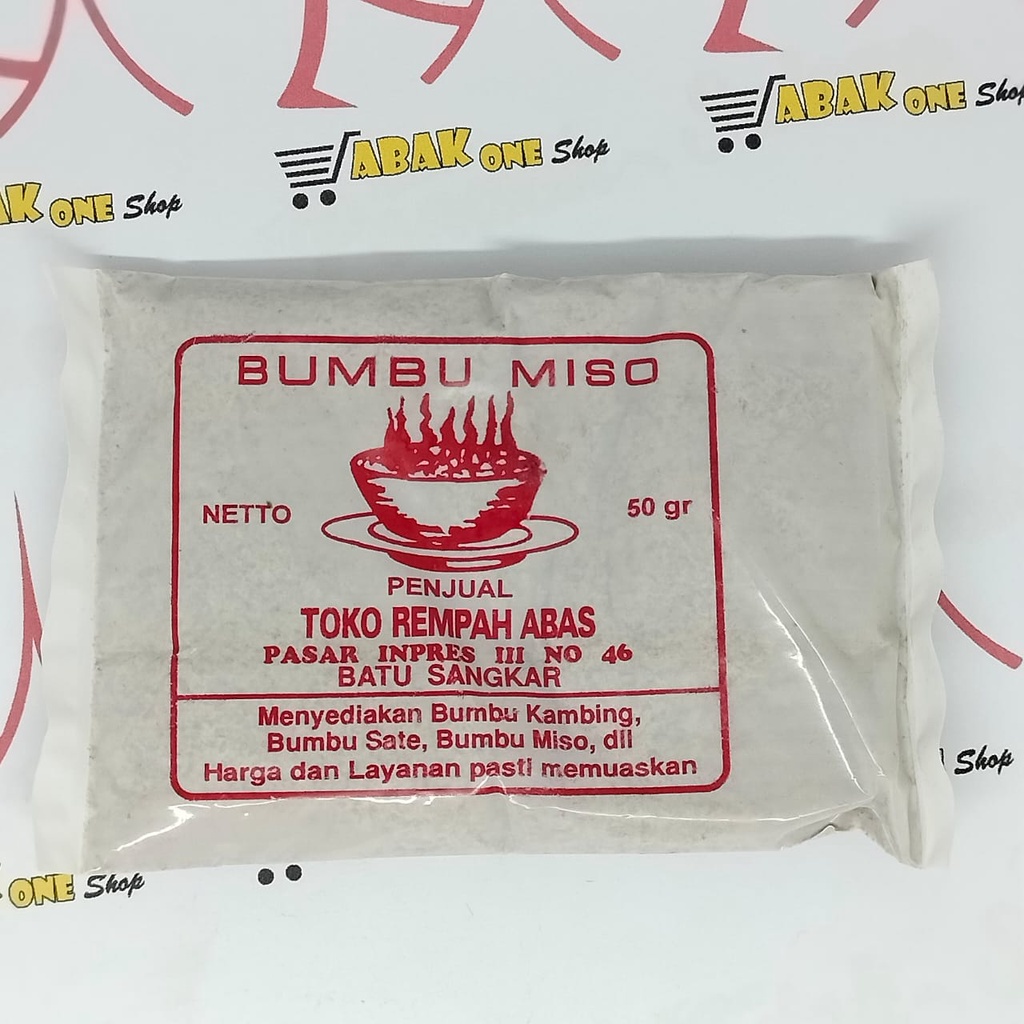 ABAK ONE Shop
ABAK ONE Shop
AK ONE Shop
BUMBU MISO
NETTO
50 gr
PENJUAL
TOKO REMPAH ABAS
PASAR INPRES III NO 46
BATU SANGKAR
Menyediakan Bumbu Kambing,
Bumbu Sate, Bumbu Miso, dll
Harga dan Layanan pasti memuaskan
Shop
ONE Shop